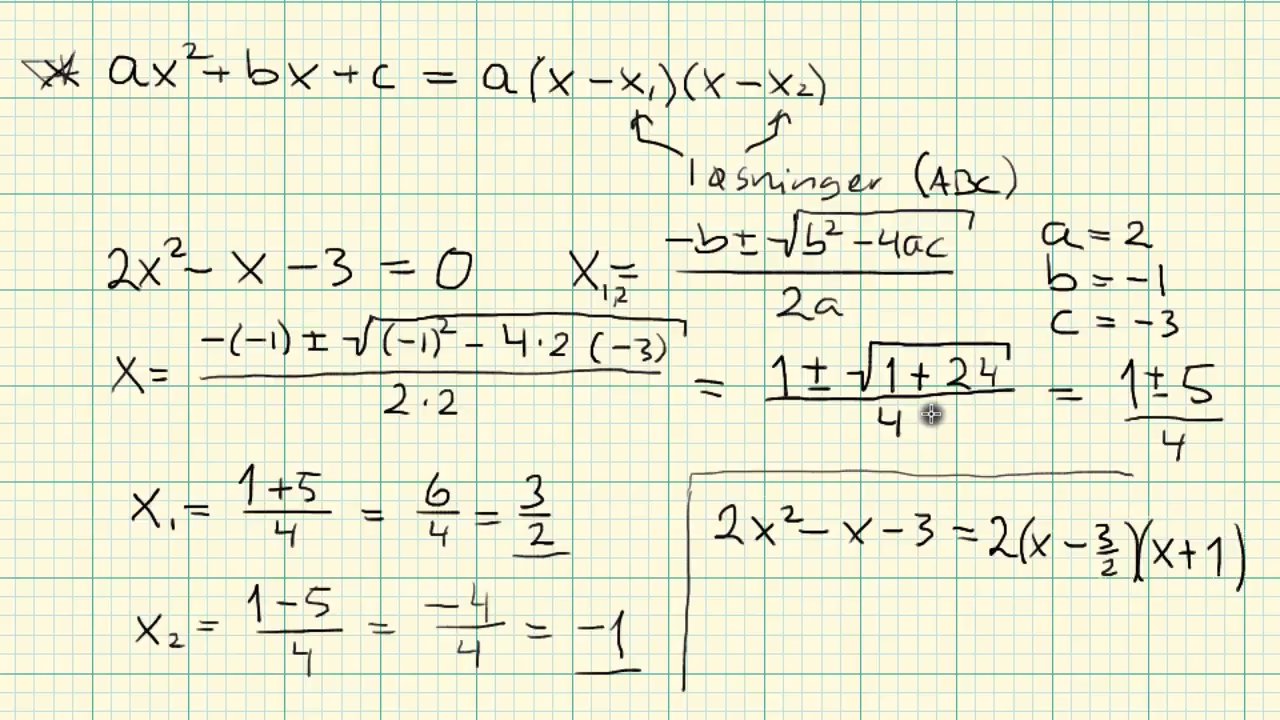 ax² + bx + c = a(x - x₁)(x - x₂)
løsninger (ABC)
2x² - x - 3 = 0
x₁,₂ = (-b ± √(b² - 4ac)) / 2a
a = 2
b = -1
c = -3
x = (-(-1) ± √((-1)² - 4·2(-3))) / 2·2 = (1 ± √(1 + 24)) / 4 = (1 ± 5) / 4
x₁ = (1+5)/4 = 6/4 = 3/2
x₂ = (1-5)/4 = -4/4 = -1
2x² - x - 3 = 2(x - 3/2)(x + 1)